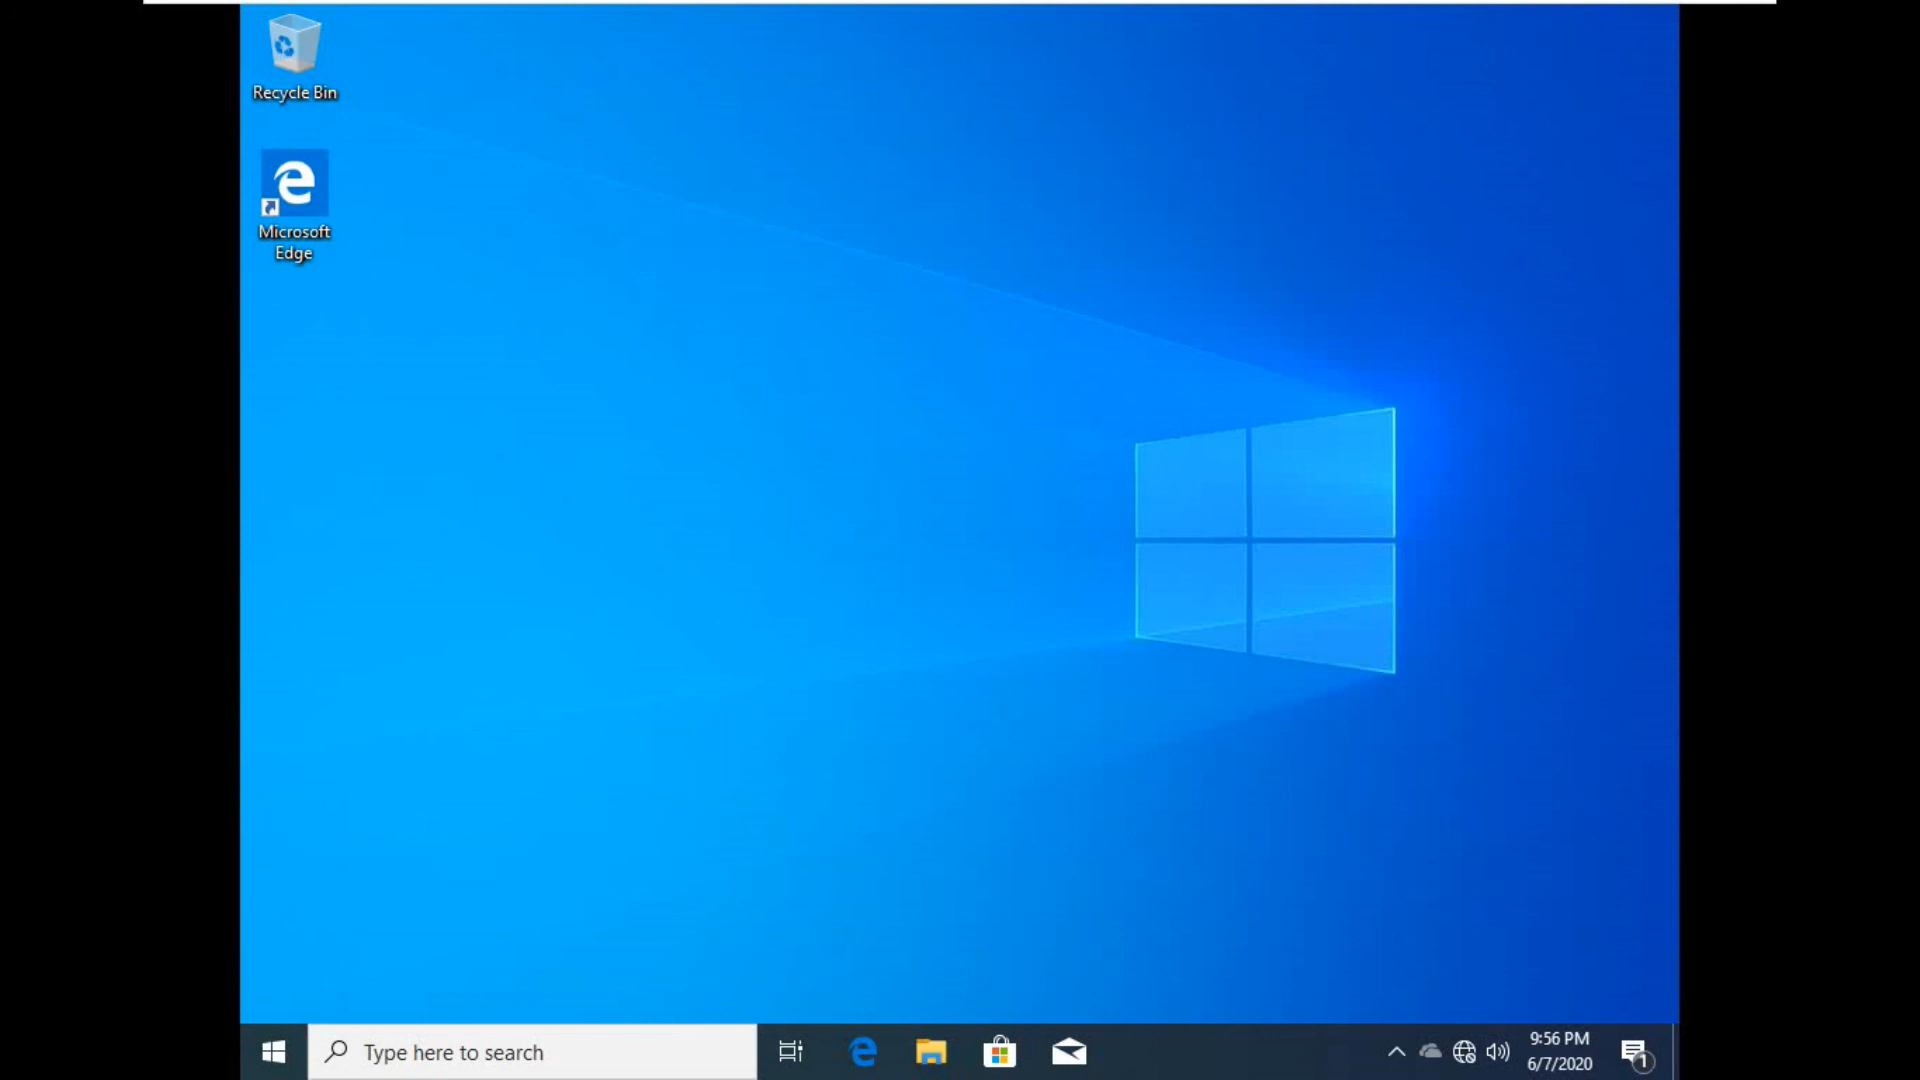 Recycle Bin
Microsoft
Edge
Type here to search
9:56 PM
6/7/2020
1